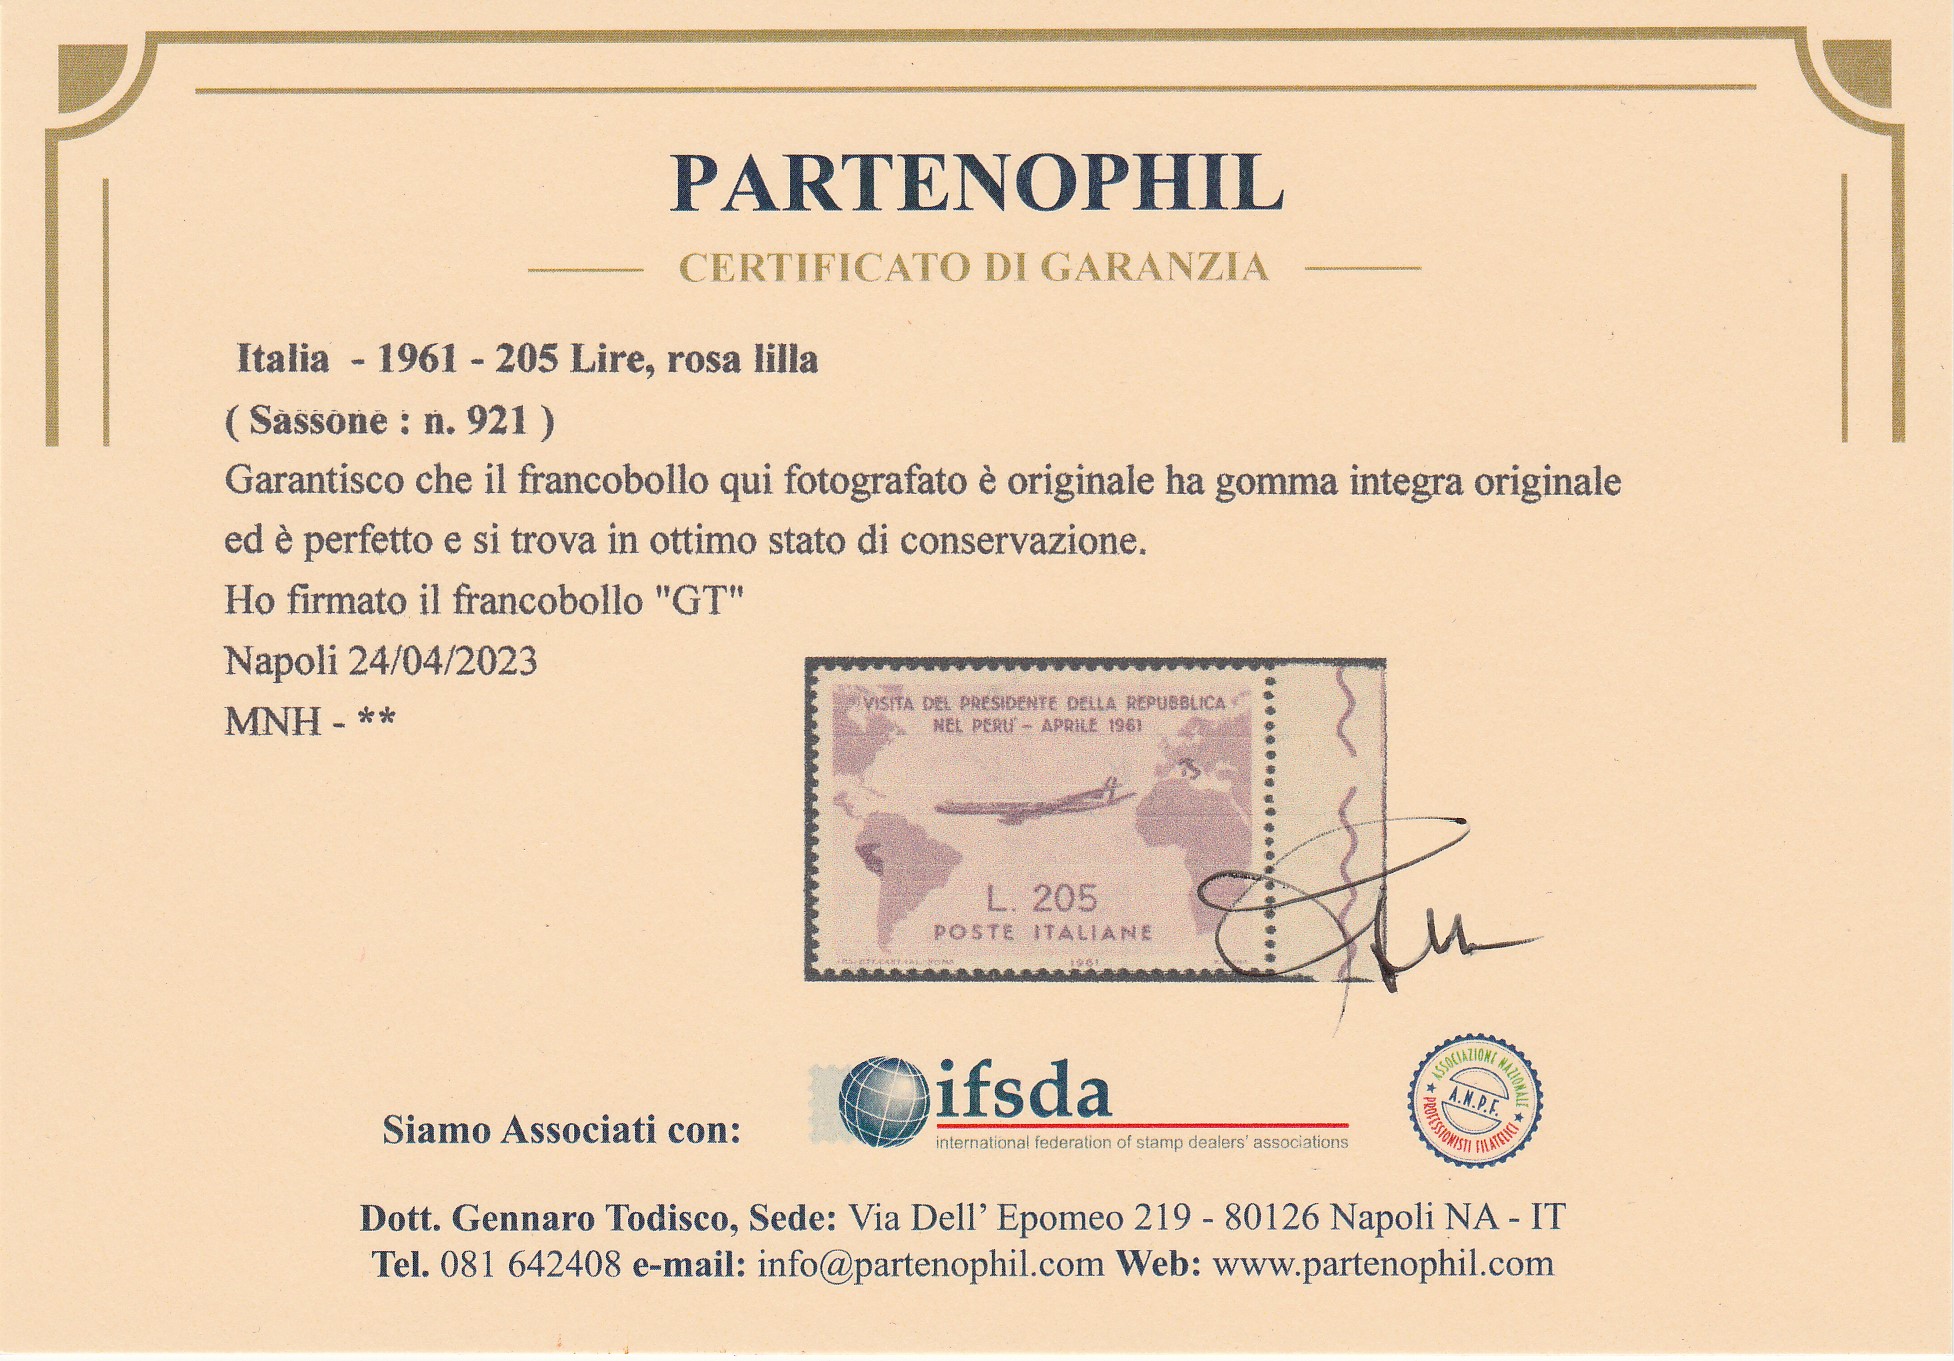 PARTENOPHIL
CERTIFICATO DI GARANZIA
Italia - 1961 - 205 Lire, rosa lilla
( Sassone : n. 921 )
Garantisco che il francobollo qui fotografato è originale ha gomma integra originale
ed è perfetto e si trova in ottimo stato di conservazione.
Ho firmato il francobollo "GT"
Napoli 24/04/2023
MNH - **
VISITA DEL PRESIDENTE DELLA REPUBBLICA
NEL PERU' - APRILE 1961
L. 205
POSTE ITALIANE
1961
Siamo Associati con:
ifsda
international federation of stamp dealers' associations
ASSOCIAZIONE NAZIONALE
A.N.P.F.
PROFESSIONISTI FILATELICI
Dott. Gennaro Todisco, Sede: Via Dell' Epomeo 219 - 80126 Napoli NA - IT
Tel. 081 642408 e-mail: info@partenophil.com Web: www.partenophil.com